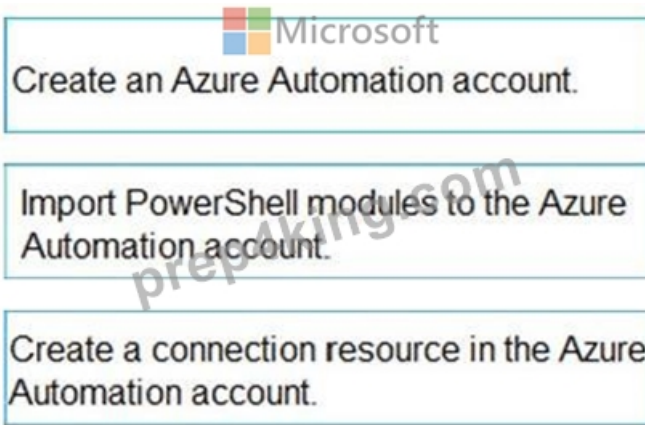 Microsoft
Create an Azure Automation account.
Import PowerShell modules to the Azure
Automation account.
prep4king.com
Create a connection resource in the Azure
Automation account.